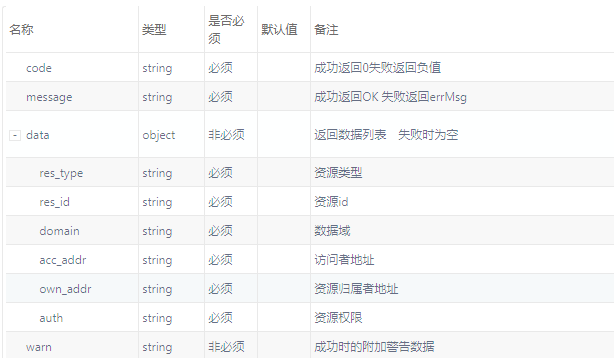 名称 类型 是否必须 默认值 备注
code string 必须 成功返回0失败返回负值
message string 必须 成功返回OK 失败返回errMsg
data object 非必须 返回数据列表 失败时为空
res_type string 必须 资源类型
res_id string 必须 资源id
domain string 必须 数据域
acc_addr string 必须 访问者地址
own_addr string 必须 资源归属者地址
auth string 必须 资源权限
warn string 非必须 成功时的附加警告数据